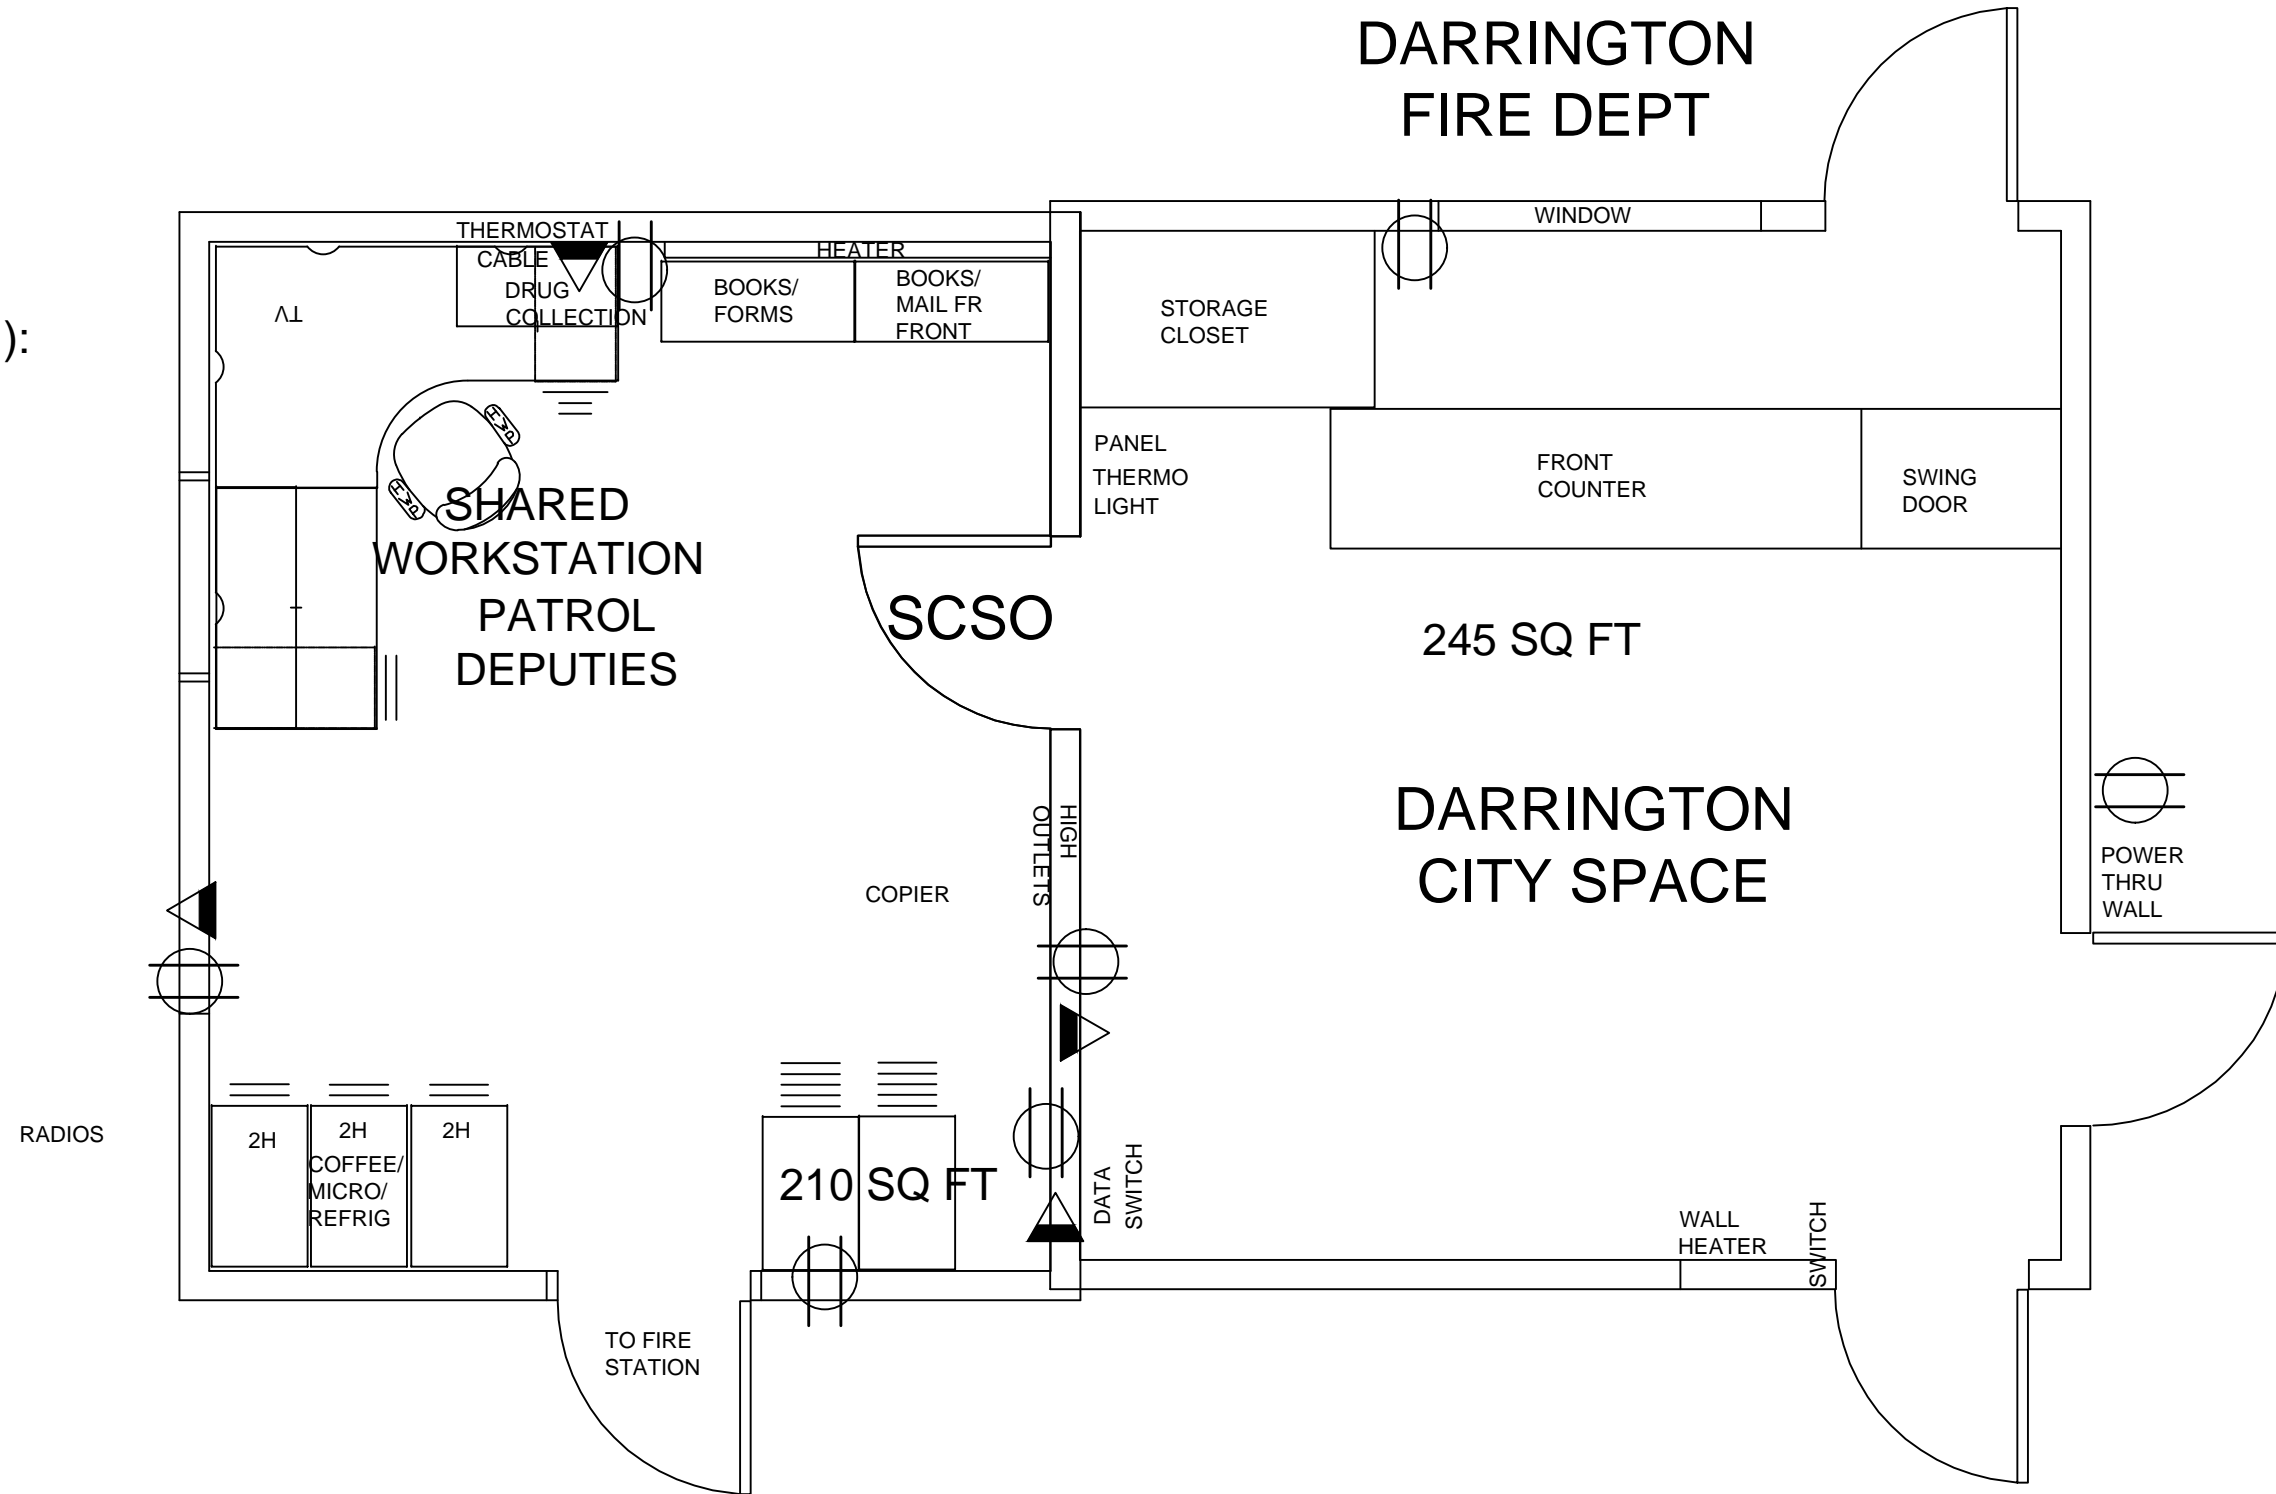 DARRINGTON
FIRE DEPT
WINDOW
THERMOSTAT
CABLE
DRUG
COLLECTION
HEATER
BOOKS/
FORMS
BOOKS/
MAIL FR
FRONT
STORAGE
CLOSET
TV
):
PANEL
THERMO
LIGHT
FRONT
COUNTER
SWING
DOOR
SHARED
WORKSTATION
PATROL
DEPUTIES
SCSO
245 SQ FT
DARRINGTON
CITY SPACE
HIGH
OUTLETS
COPIER
POWER
THRU
WALL
RADIOS
2H
2H
2H
COFFEE/
MICRO/
REFRIG
210 SQ FT
DATA
SWITCH
WALL
HEATER
SWITCH
TO FIRE
STATION